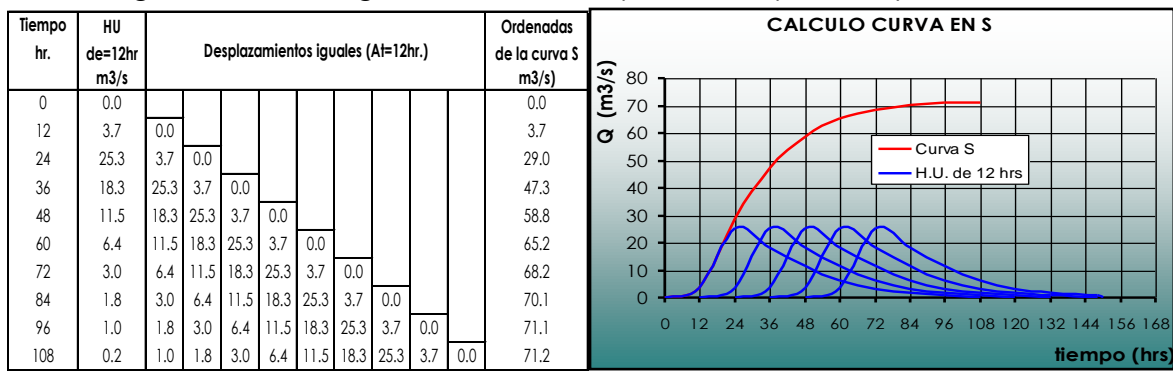 Tiempo HU Ordenadas
hr. de=12hr Desplazamientos iguales (At=12hr.) de la curva S
m3/s m3/s)
0 0.0 0.0
12 3.7 0.0 3.7
24 25.3 3.7 0.0 29.0
36 18.3 25.3 3.7 0.0 47.3
48 11.5 18.3 25.3 3.7 0.0 58.8
60 6.4 11.5 18.3 25.3 3.7 0.0 65.2
72 3.0 6.4 11.5 18.3 25.3 3.7 0.0 68.2
84 1.8 3.0 6.4 11.5 18.3 25.3 3.7 0.0 70.1
96 1.0 1.8 3.0 6.4 11.5 18.3 25.3 3.7 0.0 71.1
108 0.2 1.0 1.8 3.0 6.4 11.5 18.3 25.3 3.7 0.0 71.2
CALCULO CURVA EN S
Q (m3/s)
80
70
60
50
40
30
20
10
0
Curva S
H.U. de 12 hrs
0 12 24 36 48 60 72 84 96 108 120 132 144 156 168
tiempo (hrs)